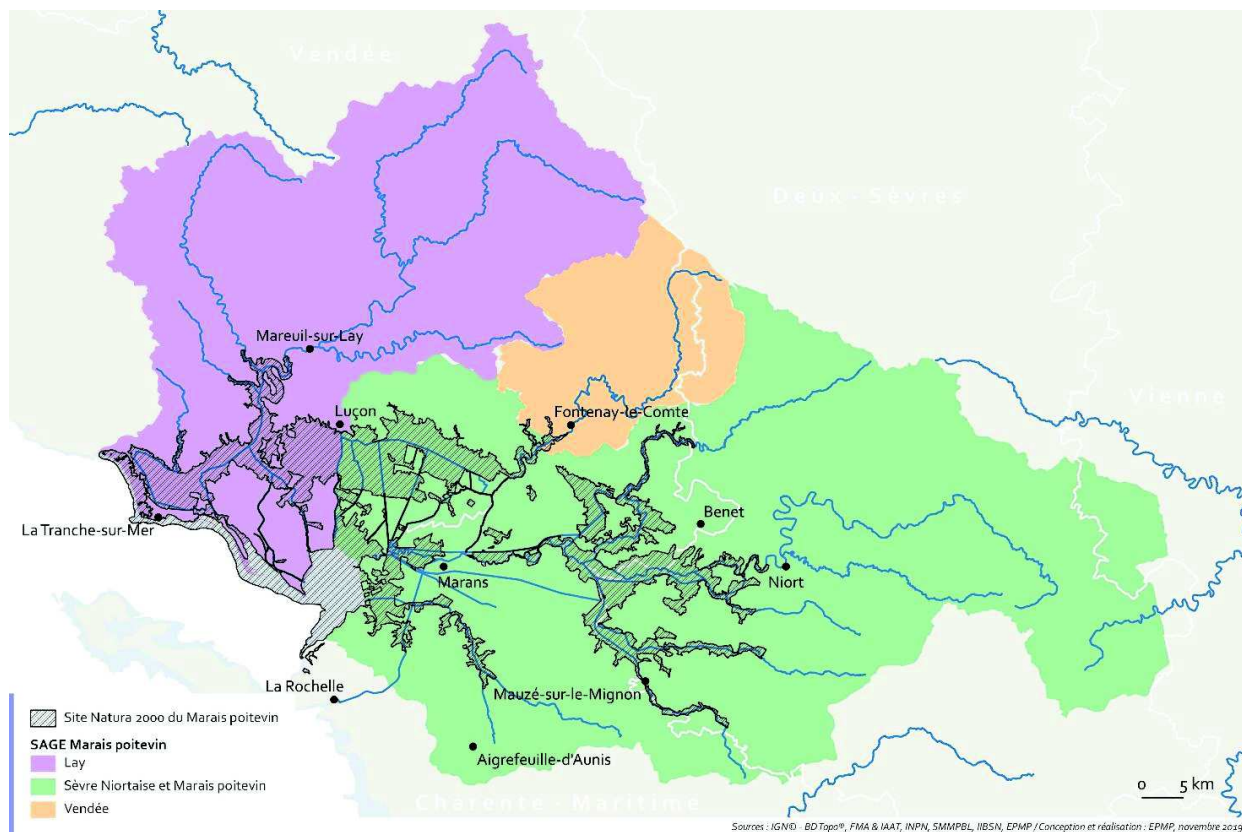 Vendée
Deux-Sèvres
Vienne
Mareuil-sur-Lay
Luçon
Fontenay-le-Comte
La Tranche-sur-Mer
Benet
Marans
Niort
La Rochelle
Mauzé-sur-le-Mignon
Aigrefeuille-d'Aunis
Charente-Maritime
Site Natura 2000 du Marais poitevin
SAGE Marais poitevin
Lay
Sèvre Niortaise et Marais poitevin
Vendée
0 5 km
Sources : IGN© - BDTopo®, FMA & IAAT, INPN, SMMPBL, IIBSN, EPMP / Conception et réalisation : EPMP, novembre 2019